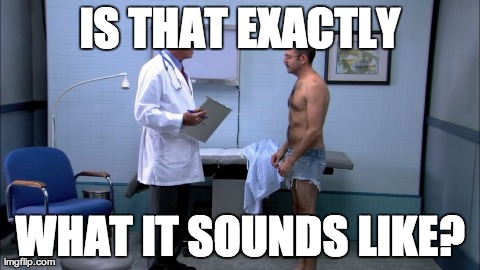 IS THAT EXACTLY
WHAT IT SOUNDS LIKE?
imgflip.com